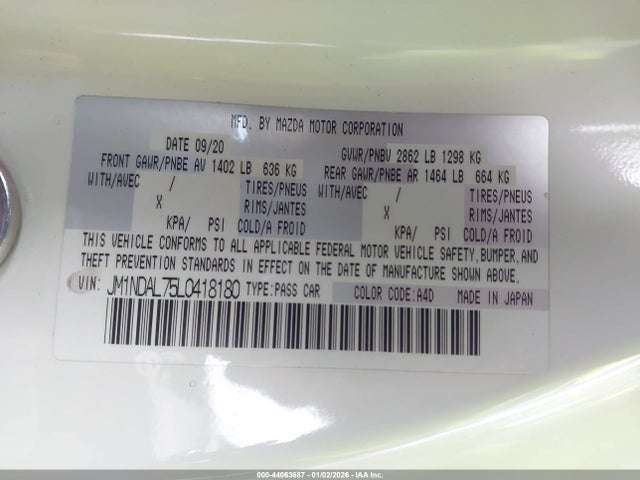 MFD. BY MAZDA MOTOR CORPORATION
DATE 09/20 GVWR/PNBV 2862 LB 1298 KG
FRONT GAWR/PNBE AV 1402 LB 636 KG REAR GAWR/PNBE AR 1464 LB 664 KG
WITH/AVEC / TIRES/PNEUS WITH/AVEC / TIRES/PNEUS
X RIMS/JANTES X RIMS/JANTES
KPA/ PSI COLD/A FROID KPA/ PSI COLD/A FROID
THIS VEHICLE CONFORMS TO ALL APPLICABLE FEDERAL MOTOR VEHICLE SAFETY, BUMPER, AND
THEFT PREVENTION STANDARDS IN EFFECT ON THE DATE OF MANUFACTURE SHOWN ABOVE.
VIN: JM1NDAL75L0418180 TYPE:PASS CAR COLOR CODE:A4D MADE IN JAPAN
000-44063687 - 01/02/2026 - © IAA Inc.